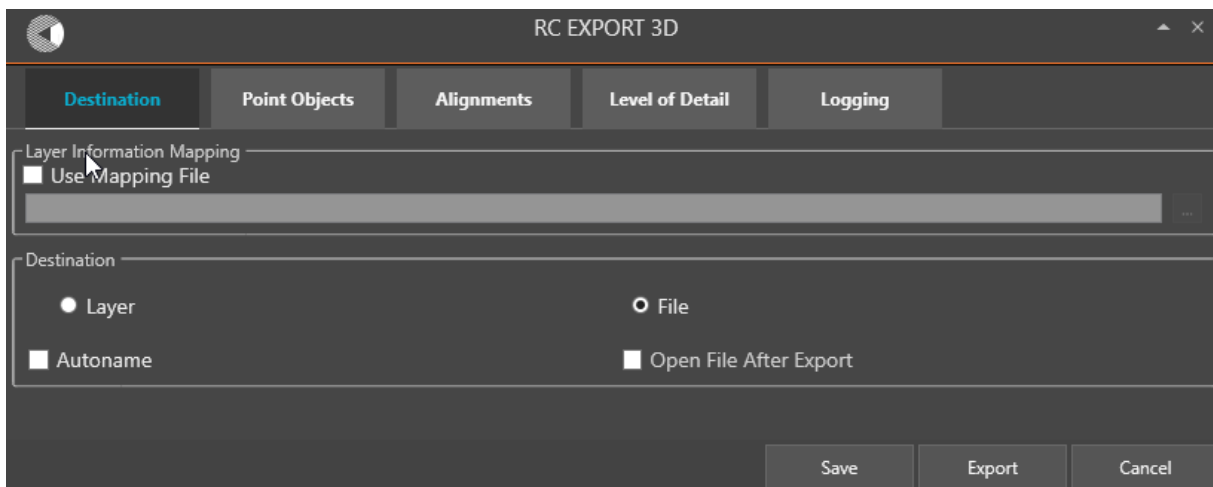 RC EXPORT 3D
Destination Point Objects Alignments Level of Detail Logging
Layer Information Mapping
Use Mapping File
...
Destination
Layer File
Autoname Open File After Export
Save Export Cancel